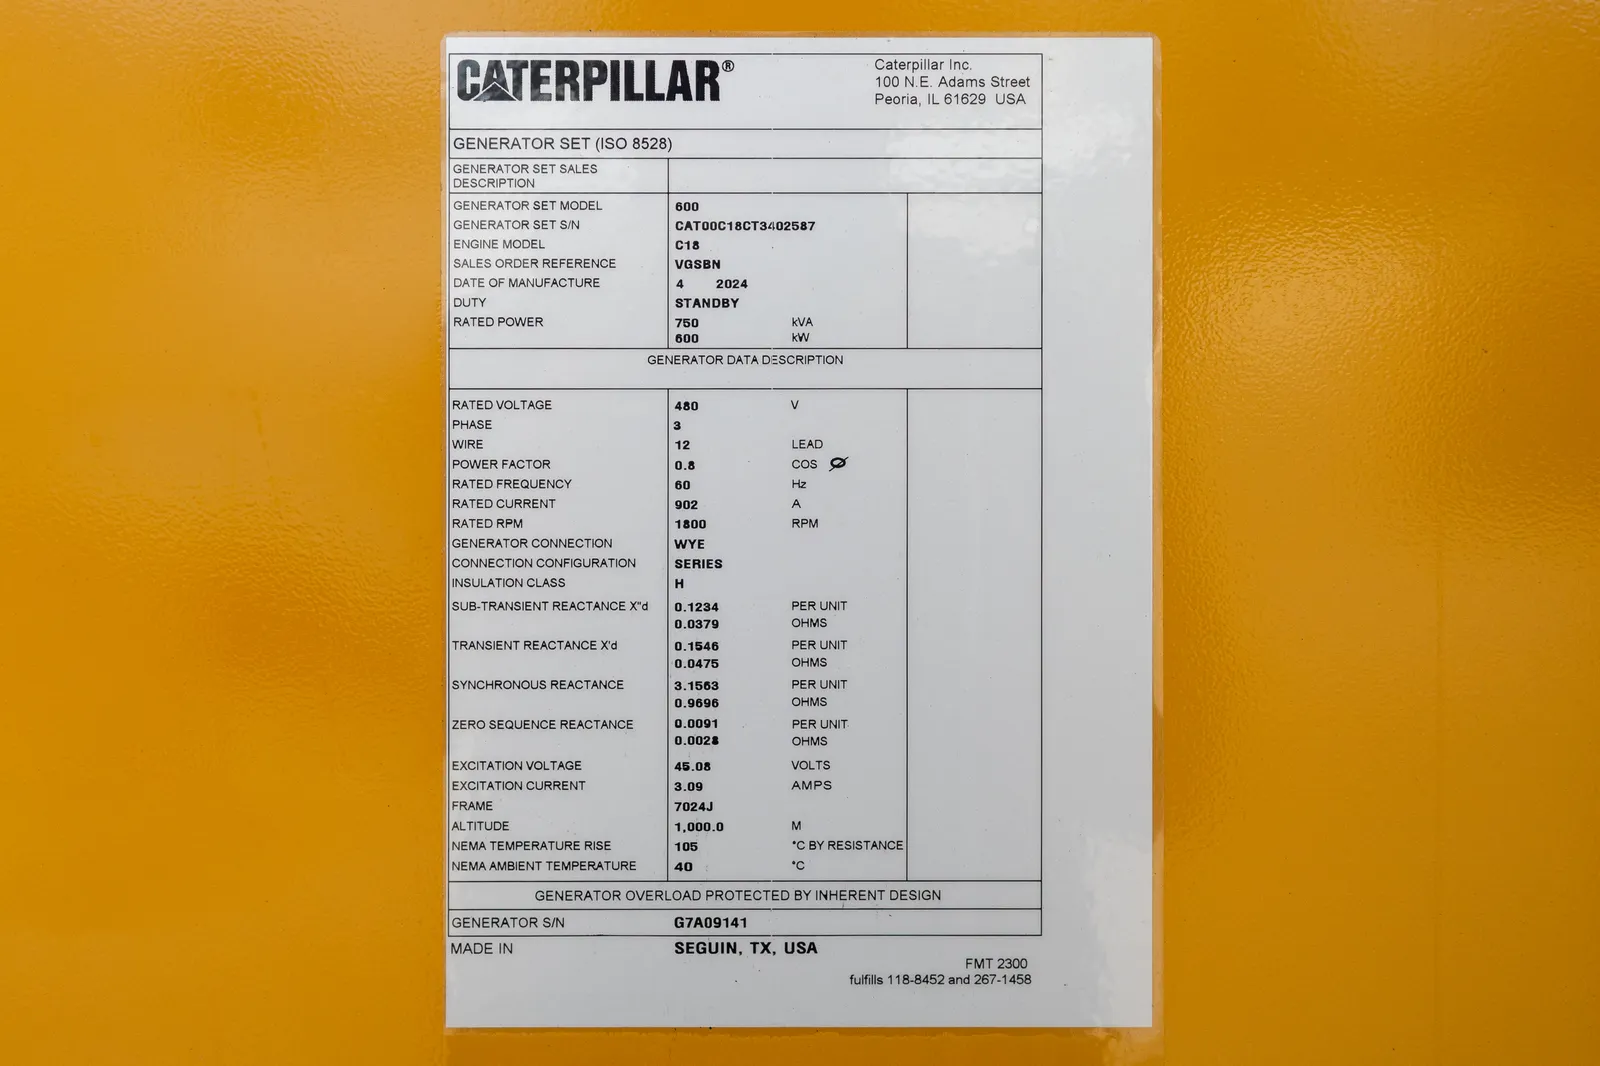 CATERPILLAR®
Caterpillar Inc.
100 N.E. Adams Street
Peoria, IL 61629 USA
GENERATOR SET (ISO 8528)
GENERATOR SET SALES
DESCRIPTION
GENERATOR SET MODEL 600
GENERATOR SET S/N CAT00C18CT3402587
ENGINE MODEL C18
SALES ORDER REFERENCE VGSBN
DATE OF MANUFACTURE 4 2024
DUTY STANDBY
RATED POWER 750 kVA
600 kW
GENERATOR DATA DESCRIPTION
RATED VOLTAGE 480 V
PHASE 3
WIRE 12 LEAD
POWER FACTOR 0.8 COS Ø
RATED FREQUENCY 60 Hz
RATED CURRENT 902 A
RATED RPM 1800 RPM
GENERATOR CONNECTION WYE
CONNECTION CONFIGURATION SERIES
INSULATION CLASS H
SUB-TRANSIENT REACTANCE X"d 0.1234 PER UNIT
0.0379 OHMS
TRANSIENT REACTANCE X'd 0.1546 PER UNIT
0.0475 OHMS
SYNCHRONOUS REACTANCE 3.1563 PER UNIT
0.9696 OHMS
ZERO SEQUENCE REACTANCE 0.0091 PER UNIT
0.0028 OHMS
EXCITATION VOLTAGE 45.08 VOLTS
EXCITATION CURRENT 3.09 AMPS
FRAME 7024J
ALTITUDE 1,000.0 M
NEMA TEMPERATURE RISE 105 °C BY RESISTANCE
NEMA AMBIENT TEMPERATURE 40 °C
GENERATOR OVERLOAD PROTECTED BY INHERENT DESIGN
GENERATOR S/N G7A09141
MADE IN SEGUIN, TX, USA
FMT 2300
fulfills 118-8452 and 267-1458